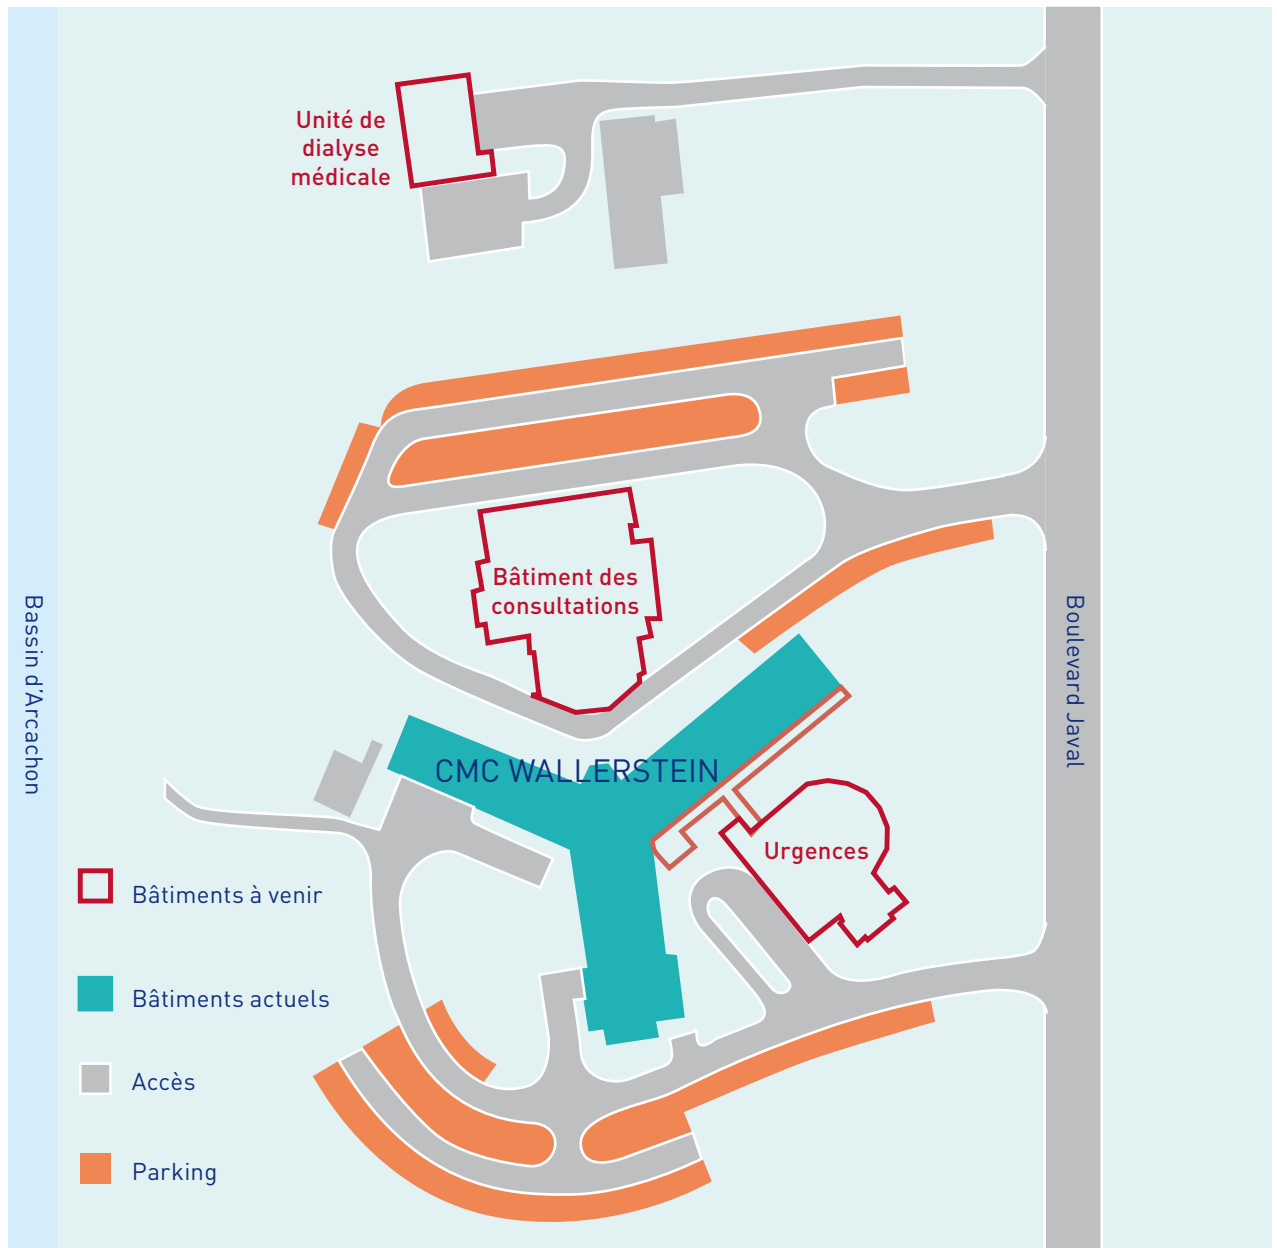 Unité de
dialyse
médicale
Bâtiment des
consultations
Bassin d'Arcachon
Boulevard Javal
CMC WALLERSTEIN
Urgences
Bâtiments à venir
Bâtiments actuels
Accès
Parking